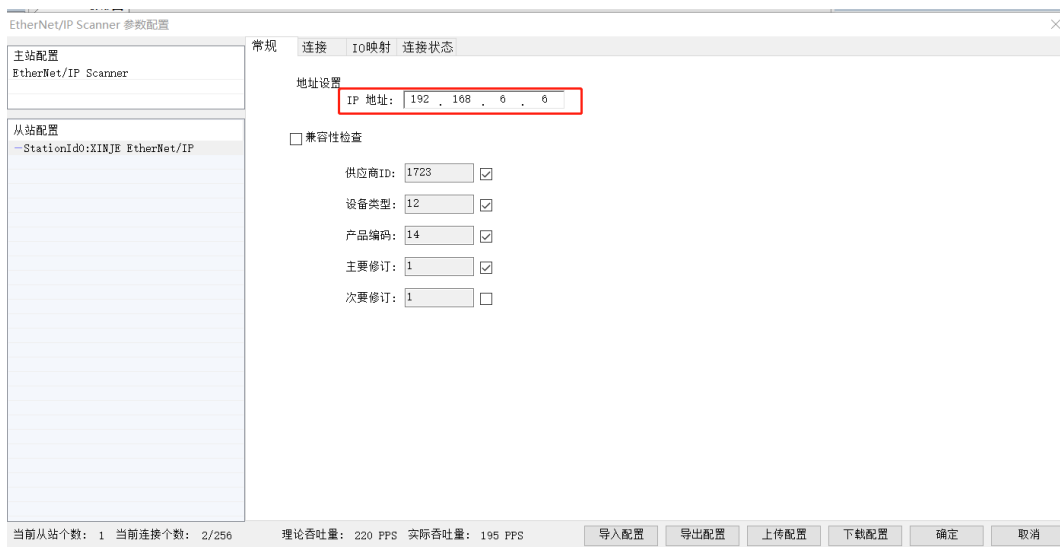 EtherNet/IP Scanner 参数配置
主站配置
EtherNet/IP Scanner
从站配置
StationId0:XINJE EtherNet/IP
常规 连接 IO映射 连接状态
地址设置
IP 地址: 192 . 168 . 6 . 6
兼容性检查
供应商ID: 1723
设备类型: 12
产品编码: 14
主要修订: 1
次要修订: 1
当前从站个数: 1 当前连接个数: 2/256 理论吞吐量: 220 PPS 实际吞吐量: 195 PPS 导入配置 导出配置 上传配置 下载配置 确定 取消